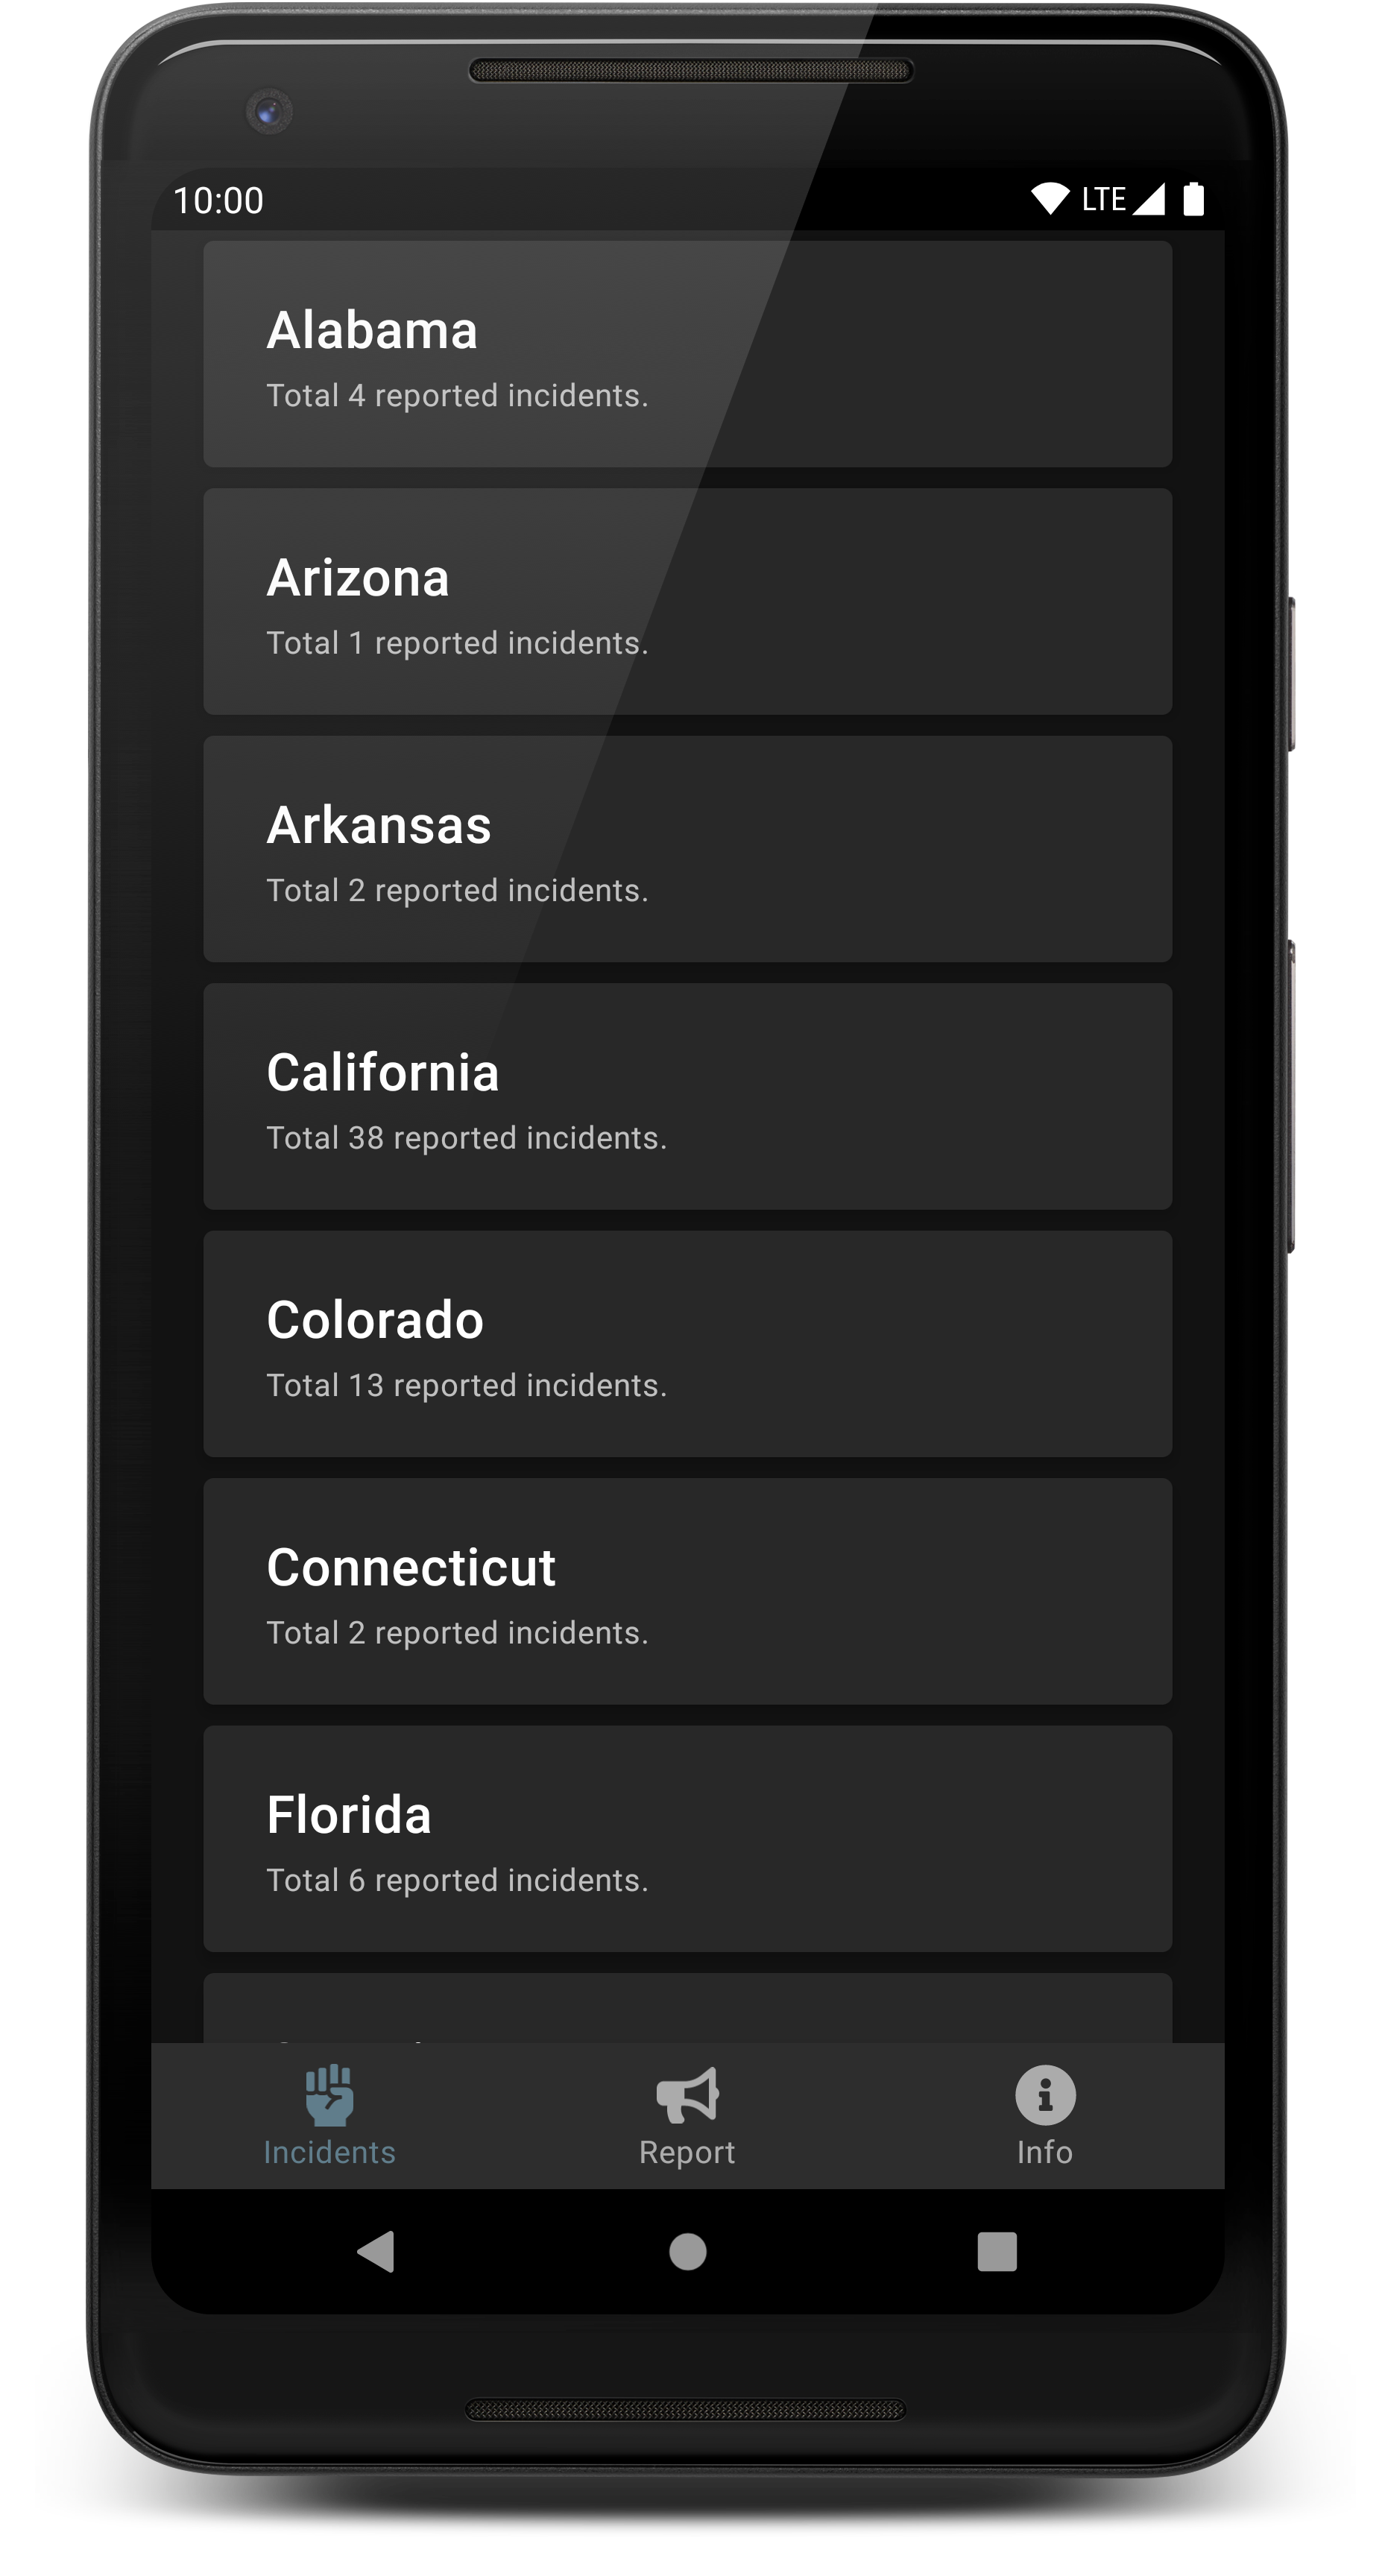 10:00 LTE
Alabama
Total 4 reported incidents.
Arizona
Total 1 reported incidents.
Arkansas
Total 2 reported incidents.
California
Total 38 reported incidents.
Colorado
Total 13 reported incidents.
Connecticut
Total 2 reported incidents.
Florida
Total 6 reported incidents.
Incidents Report Info